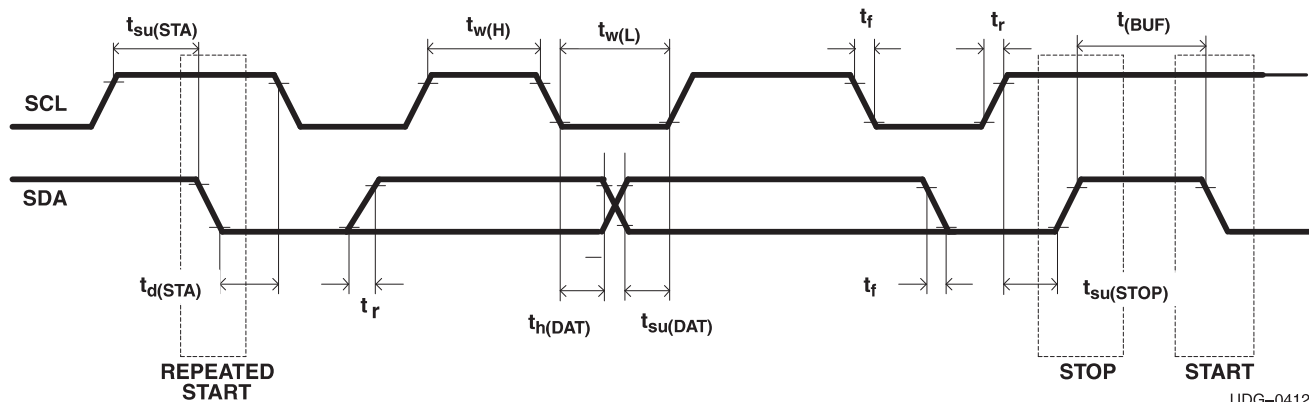 tsu(STA)
tw(H)
tw(L)
tf
tr
t(BUF)
SCL
SDA
td(STA)
tr
th(DAT)
tsu(DAT)
tf
tsu(STOP)
REPEATED
START
STOP
START
UDG–0412